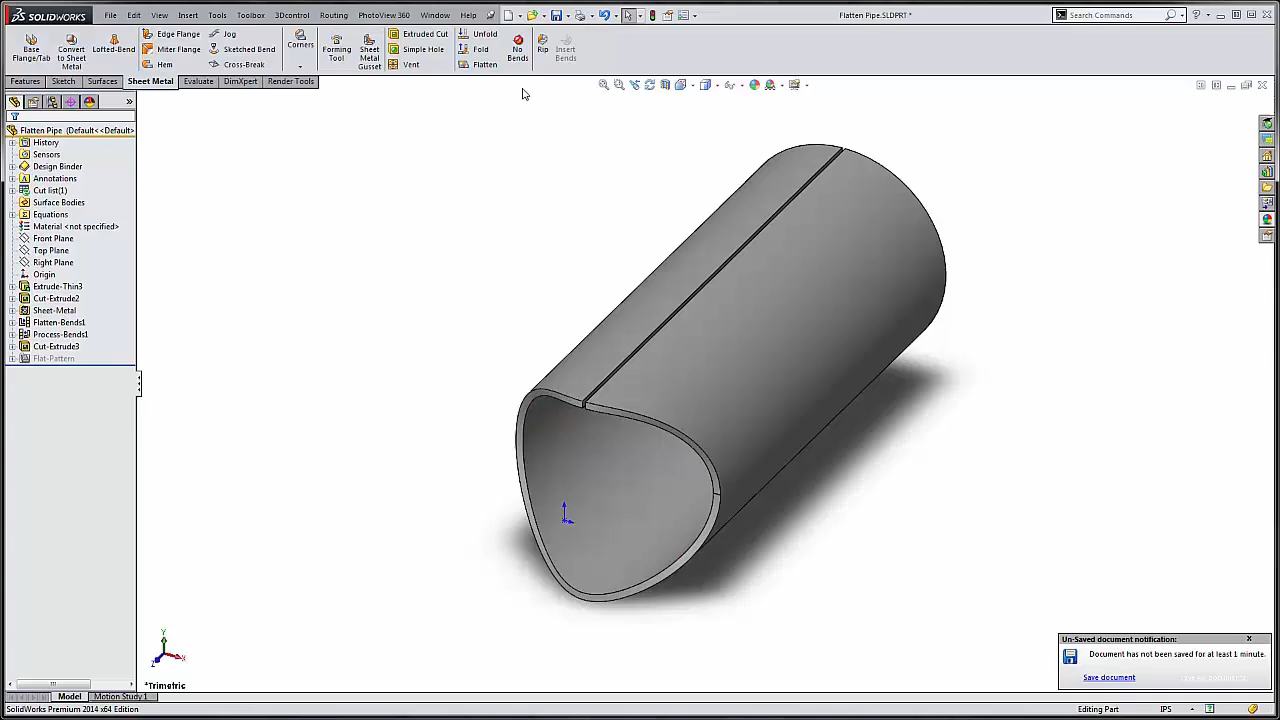 SOLIDWORKS File Edit View Insert Tools Toolbox 3Dcontrol Routing PhotoView 360 Window Help Flatten Pipe.SLDPRT * Search Commands
Base Flange/Tab
Convert to Sheet Metal
Lofted-Bend
Edge Flange
Miter Flange
Hem
Jog
Sketched Bend
Cross-Break
Corners
Forming Tool
Sheet Metal Gusset
Extruded Cut
Simple Hole
Vent
Unfold
Fold
Flatten
No Bends
Rip
Insert Bends
Features Sketch Surfaces Sheet Metal Evaluate DimXpert Render Tools
Flatten Pipe (Default<<Default>
History
Sensors
Design Binder
Annotations
Cut list(1)
Surface Bodies
Equations
Material <not specified>
Front Plane
Top Plane
Right Plane
Origin
Extrude-Thin3
Cut-Extrude2
Sheet-Metal
Flatten-Bends1
Process-Bends1
Cut-Extrude3
Flat-Pattern
Y
X
Z
*Trimetric
Un-Saved document notification:
Document has not been saved for at least 1 minute.
Save document
Model Motion Study 1
SolidWorks Premium 2014 x64 Edition Editing Part IPS